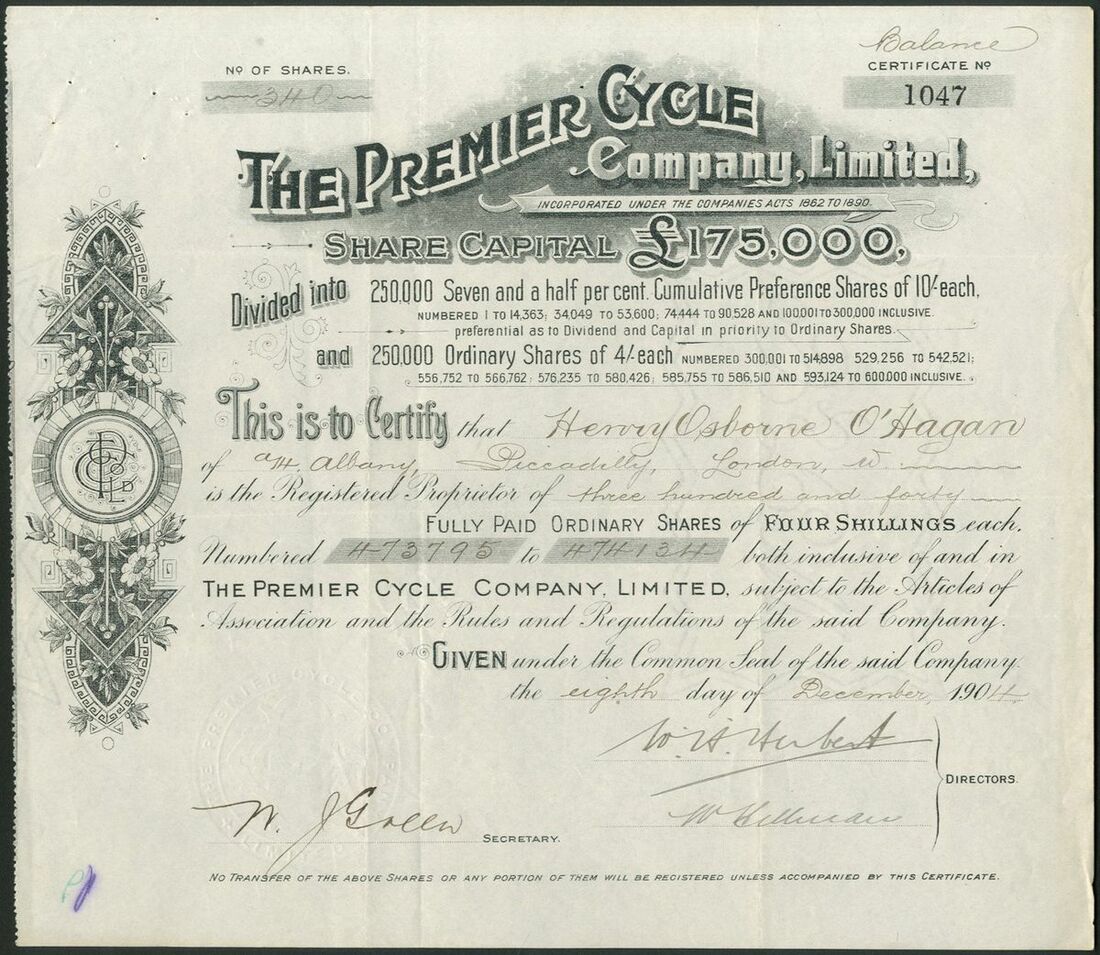 Balance
Nº OF SHARES.
CERTIFICATE Nº
340
1047
THE PREMIER CYCLE
Company, Limited,
INCORPORATED UNDER THE COMPANIES ACTS 1862 TO 1890.
SHARE CAPITAL £175,000,
Divided into 250,000 Seven and a half per cent. Cumulative Preference Shares of 10/- each,
NUMBERED 1 TO 14,363; 34,049 TO 53,600; 74,444 TO 90,528 AND 100,001 TO 300,000 INCLUSIVE.
preferential as to Dividend and Capital in priority to Ordinary Shares.
and 250,000 Ordinary Shares of 4/- each NUMBERED 300,001 TO 514,898 529,256 TO 542,521;
556,752 TO 566,762; 576,235 TO 580,426; 585,755 TO 586,510 AND 593,124 TO 600,000 INCLUSIVE.
This is to Certify that Henry Osborne O'Hagan
of Albany, Piccadilly, London, W.
is the Registered Proprietor of three hundred and forty
FULLY PAID ORDINARY SHARES of FOUR SHILLINGS each.
Numbered 473795 to 474134 both inclusive of and in
THE PREMIER CYCLE COMPANY, LIMITED, subject to the Articles of
Association and the Rules and Regulations of the said Company.
GIVEN under the Common Seal of the said Company.
the eighth day of December, 1904
W. H. Herbert
DIRECTORS.
W Hillman
W. J Green
SECRETARY.
NO TRANSFER OF THE ABOVE SHARES OR ANY PORTION OF THEM WILL BE REGISTERED UNLESS ACCOMPANIED BY THIS CERTIFICATE.